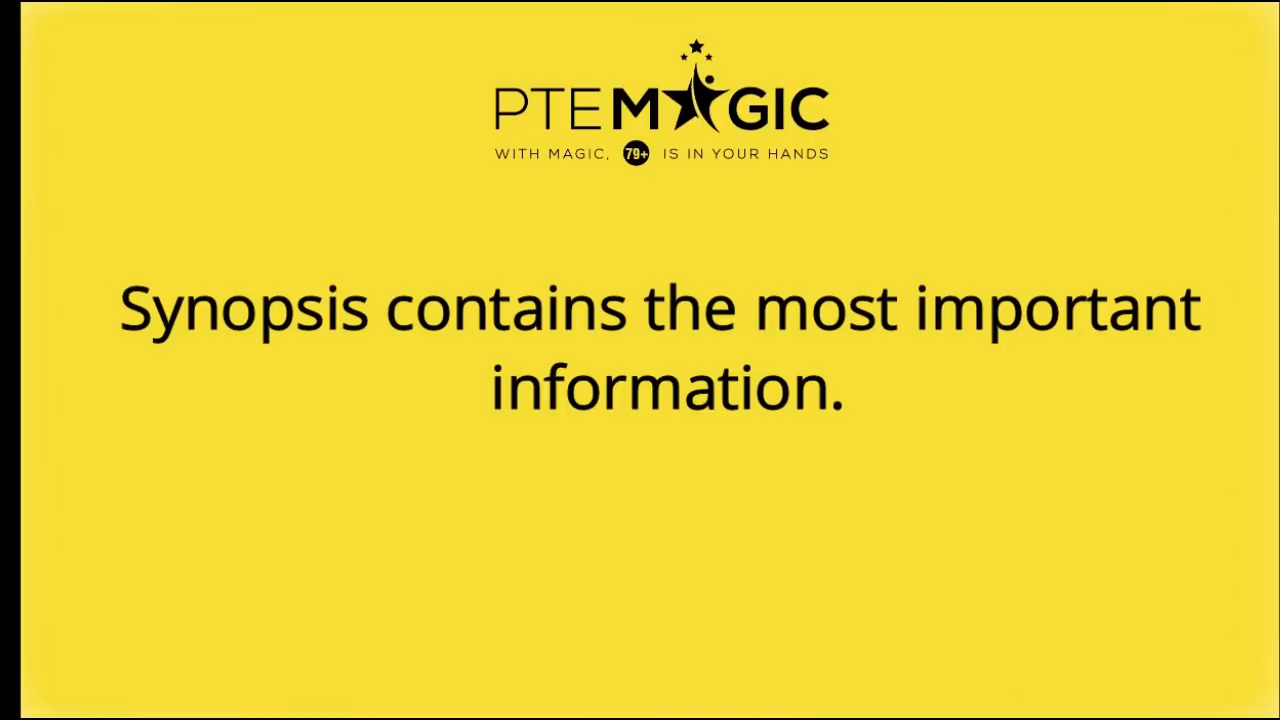 PTEMAGIC
WITH MAGIC, 79+ IS IN YOUR HANDS
Synopsis contains the most important
information.